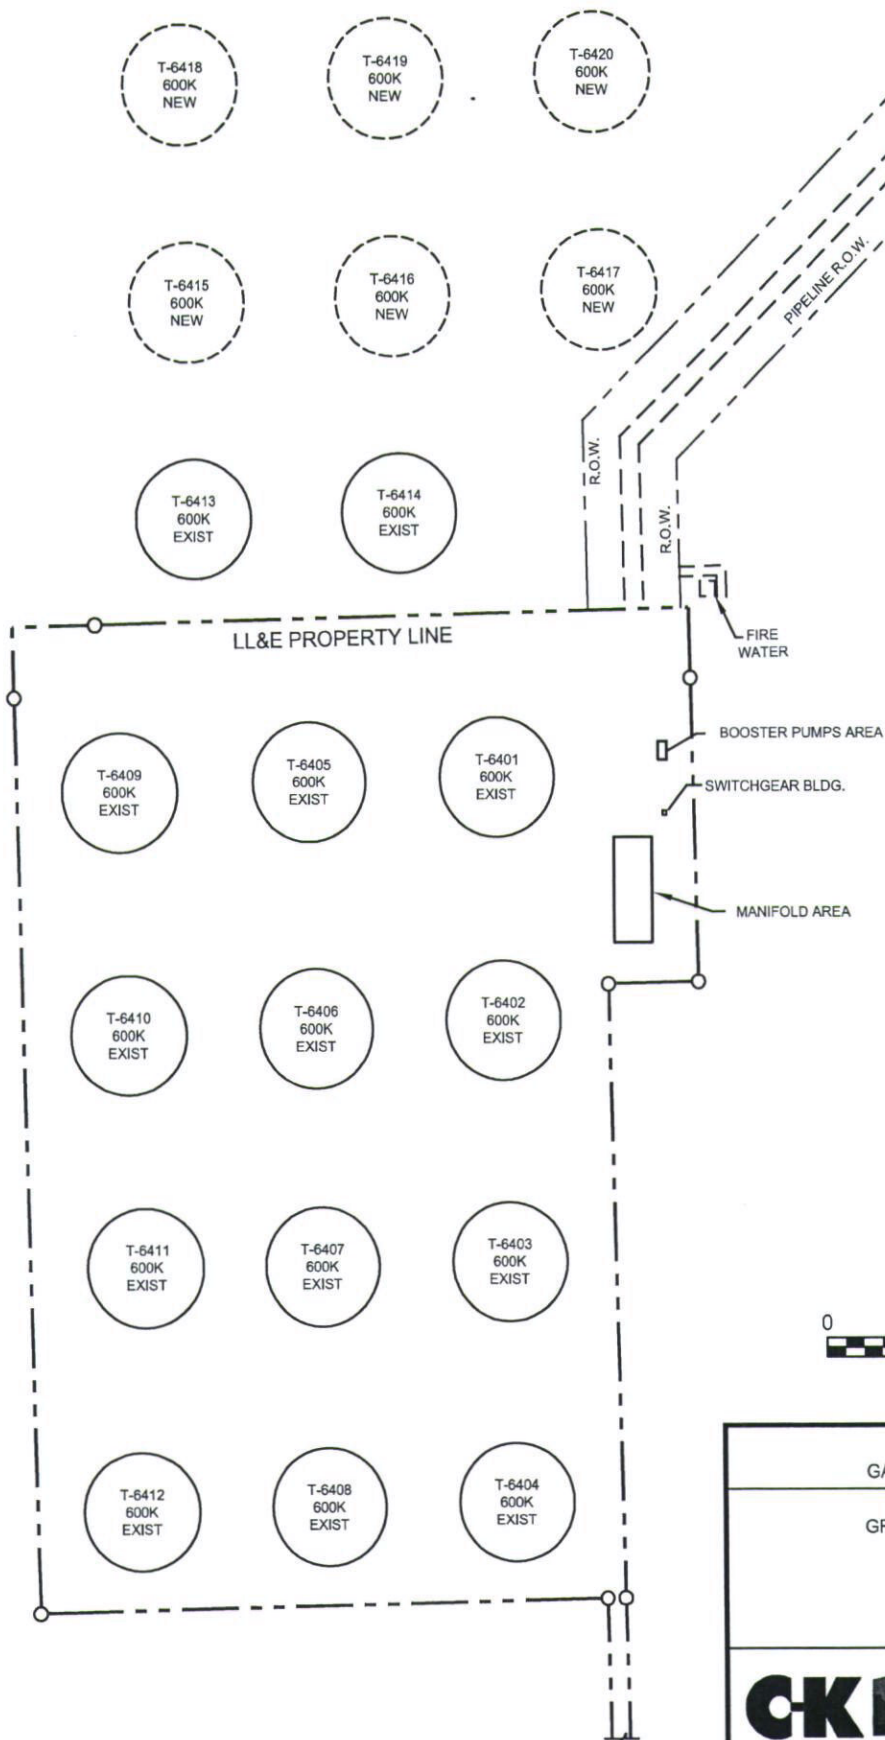 T-6418
600K
NEW
T-6419
600K
NEW
T-6420
600K
NEW
T-6415
600K
NEW
T-6416
600K
NEW
T-6417
600K
NEW
PIPELINE R.O.W.
T-6413
600K
EXIST
T-6414
600K
EXIST
R.O.W.
R.O.W.
FIRE
WATER
LL&E PROPERTY LINE
T-6409
600K
EXIST
T-6405
600K
EXIST
T-6401
600K
EXIST
BOOSTER PUMPS AREA
SWITCHGEAR BLDG.
MANIFOLD AREA
T-6410
600K
EXIST
T-6406
600K
EXIST
T-6402
600K
EXIST
T-6411
600K
EXIST
T-6407
600K
EXIST
T-6403
600K
EXIST
0
T-6412
600K
EXIST
T-6408
600K
EXIST
T-6404
600K
EXIST
GA
C-K